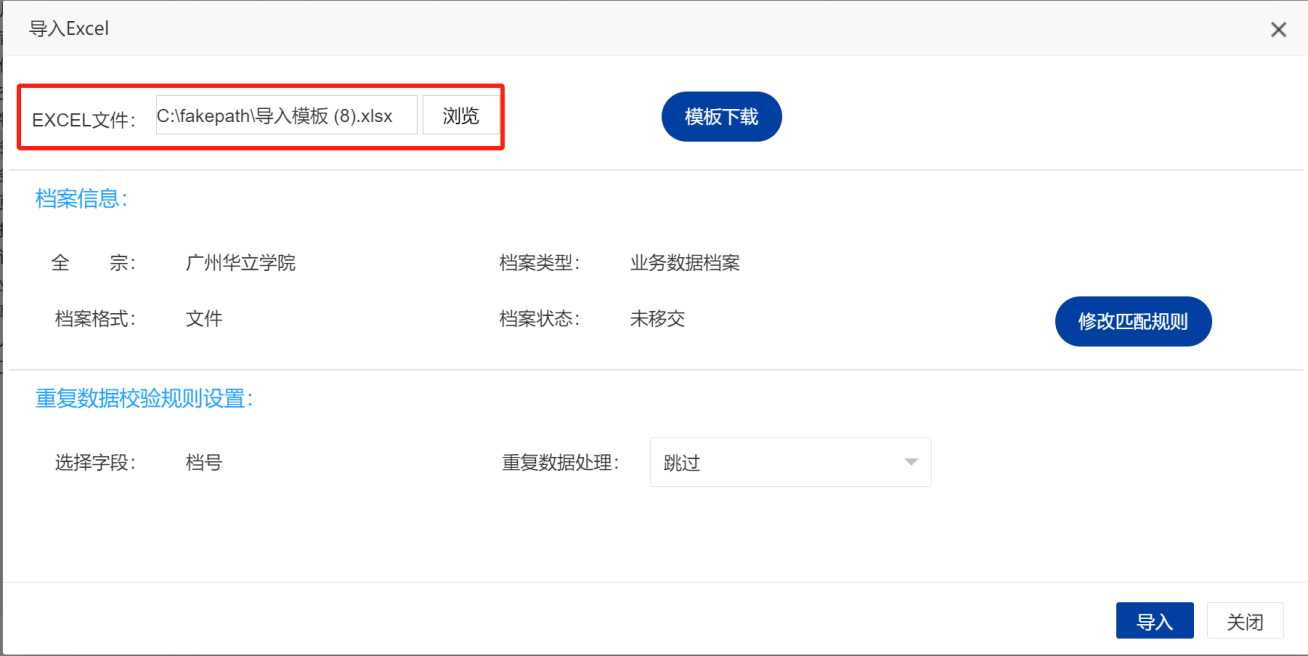 导入Excel
EXCEL文件： C:\fakepath\导入模板 (8).xlsx 浏览 模板下载
档案信息：
全 宗： 广州华立学院 档案类型： 业务数据档案
档案格式： 文件 档案状态： 未移交 修改匹配规则
重复数据校验规则设置：
选择字段： 档号 重复数据处理： 跳过
导入 关闭